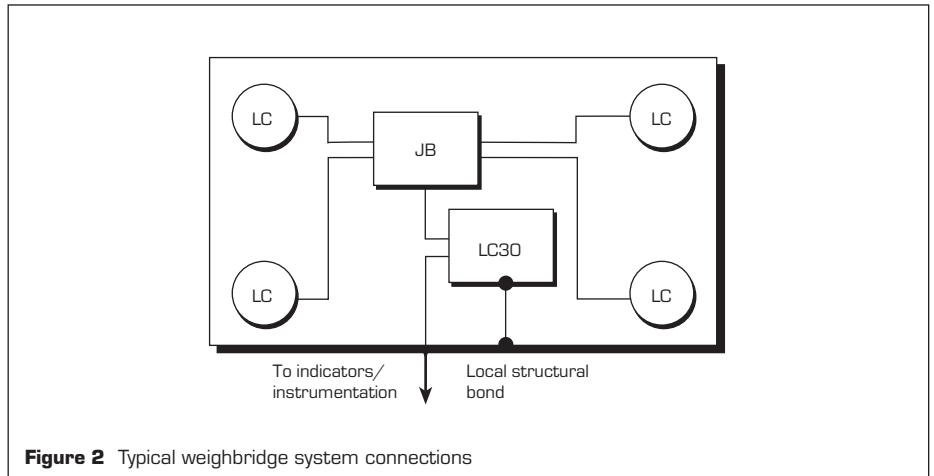 LC
LC
JB
LC30
LC
LC
To indicators/
instrumentation
Local structural
bond
Figure 2 Typical weighbridge system connections